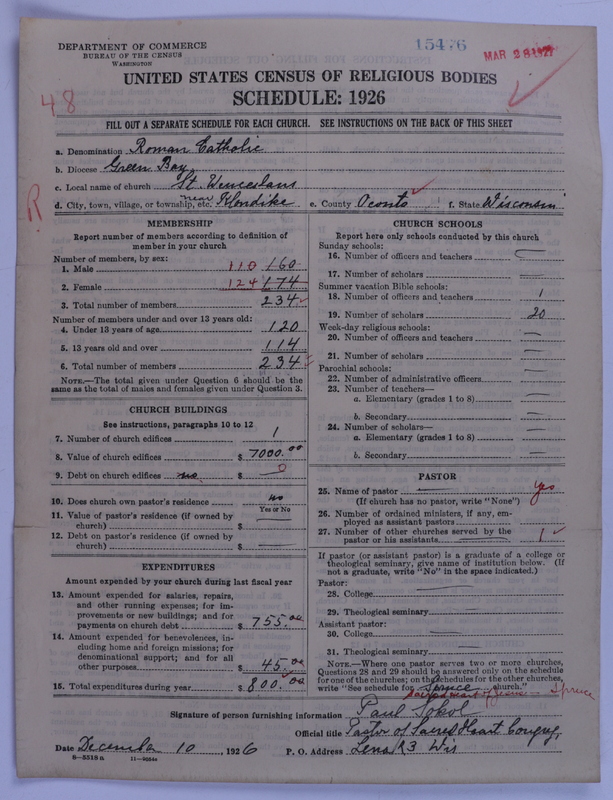 DEPARTMENT OF COMMERCE
BUREAU OF THE CENSUS
WASHINGTON
15476
MAR 28 1927
48
UNITED STATES CENSUS OF RELIGIOUS BODIES
SCHEDULE: 1926
FILL OUT A SEPARATE SCHEDULE FOR EACH CHURCH. SEE INSTRUCTIONS ON THE BACK OF THIS SHEET
a. Denomination Roman Catholic
b. Diocese Green Bay
c. Local name of church St. Wenceslaus
R
d. City, town, village, or township, etc. near Klondike e. County Oconto f. State Wisconsin
MEMBERSHIP
Report number of members according to definition of
member in your church
Number of members, by sex:
1. Male 110 160
2. Female 124 174
3. Total number of members 234
Number of members under and over 13 years old:
4. Under 13 years of age 120
5. 13 years old and over 114
6. Total number of members 234
NOTE.—The total given under Question 6 should be the
same as the total of males and females given under Question 3.
CHURCH BUILDINGS
See instructions, paragraphs 10 to 12
7. Number of church edifices 1
8. Value of church edifices $ 7000.00
9. Debt on church edifices no $ 0
10. Does church own pastor's residence no
Yes or No
11. Value of pastor's residence (if owned by
church) $
12. Debt on pastor's residence (if owned by
church) $
EXPENDITURES
Amount expended by your church during last fiscal year
13. Amount expended for salaries, repairs,
and other running expenses; for im-
provements or new buildings; and for
payments on church debt $ 755.00
14. Amount expended for benevolences, in-
cluding home and foreign missions; for
denominational support; and for all
other purposes $ 45.00
15. Total expenditures during year $ 800.00
CHURCH SCHOOLS
Report here only schools conducted by this church
Sunday schools:
16. Number of officers and teachers —
17. Number of scholars —
Summer vacation Bible schools:
18. Number of officers and teachers 1
19. Number of scholars 20
Week-day religious schools:
20. Number of officers and teachers —
21. Number of scholars —
Parochial schools:
22. Number of administrative officers —
23. Number of teachers—
a. Elementary (grades 1 to 8) —
b. Secondary —
24. Number of scholars—
a. Elementary (grades 1 to 8) —
b. Secondary —
PASTOR
25. Name of pastor yes
(If church has no pastor, write "None")
26. Number of ordained ministers, if any, em-
ployed as assistant pastors
27. Number of other churches served by the
pastor or his assistants 1
If pastor (or assistant pastor) is a graduate of a college or
theological seminary, give name of institution below. (If
not a graduate, write "No" in the space indicated.)
Pastor:
28. College —
29. Theological seminary —
Assistant pastor:
30. College —
31. Theological seminary —
NOTE.—Where one pastor serves two or more churches,
Questions 28 and 29 should be answered only on the schedule
for one of the churches; on the schedules for the other churches,
write "See schedule for Spruce church."
Sacred Heart of Jesus — Spruce
Signature of person furnishing information Paul Sokol
Official title Pastor of Sacred Heart Congreg.
Date December 10, 1926 P. O. Address Lena R3 Wis
8—5518a 11—9054a